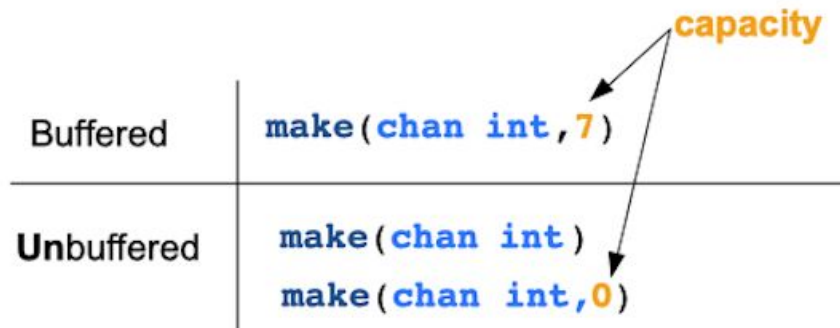 capacity
Buffered
make(chan int,7)
Unbuffered
make(chan int)
make(chan int,0)